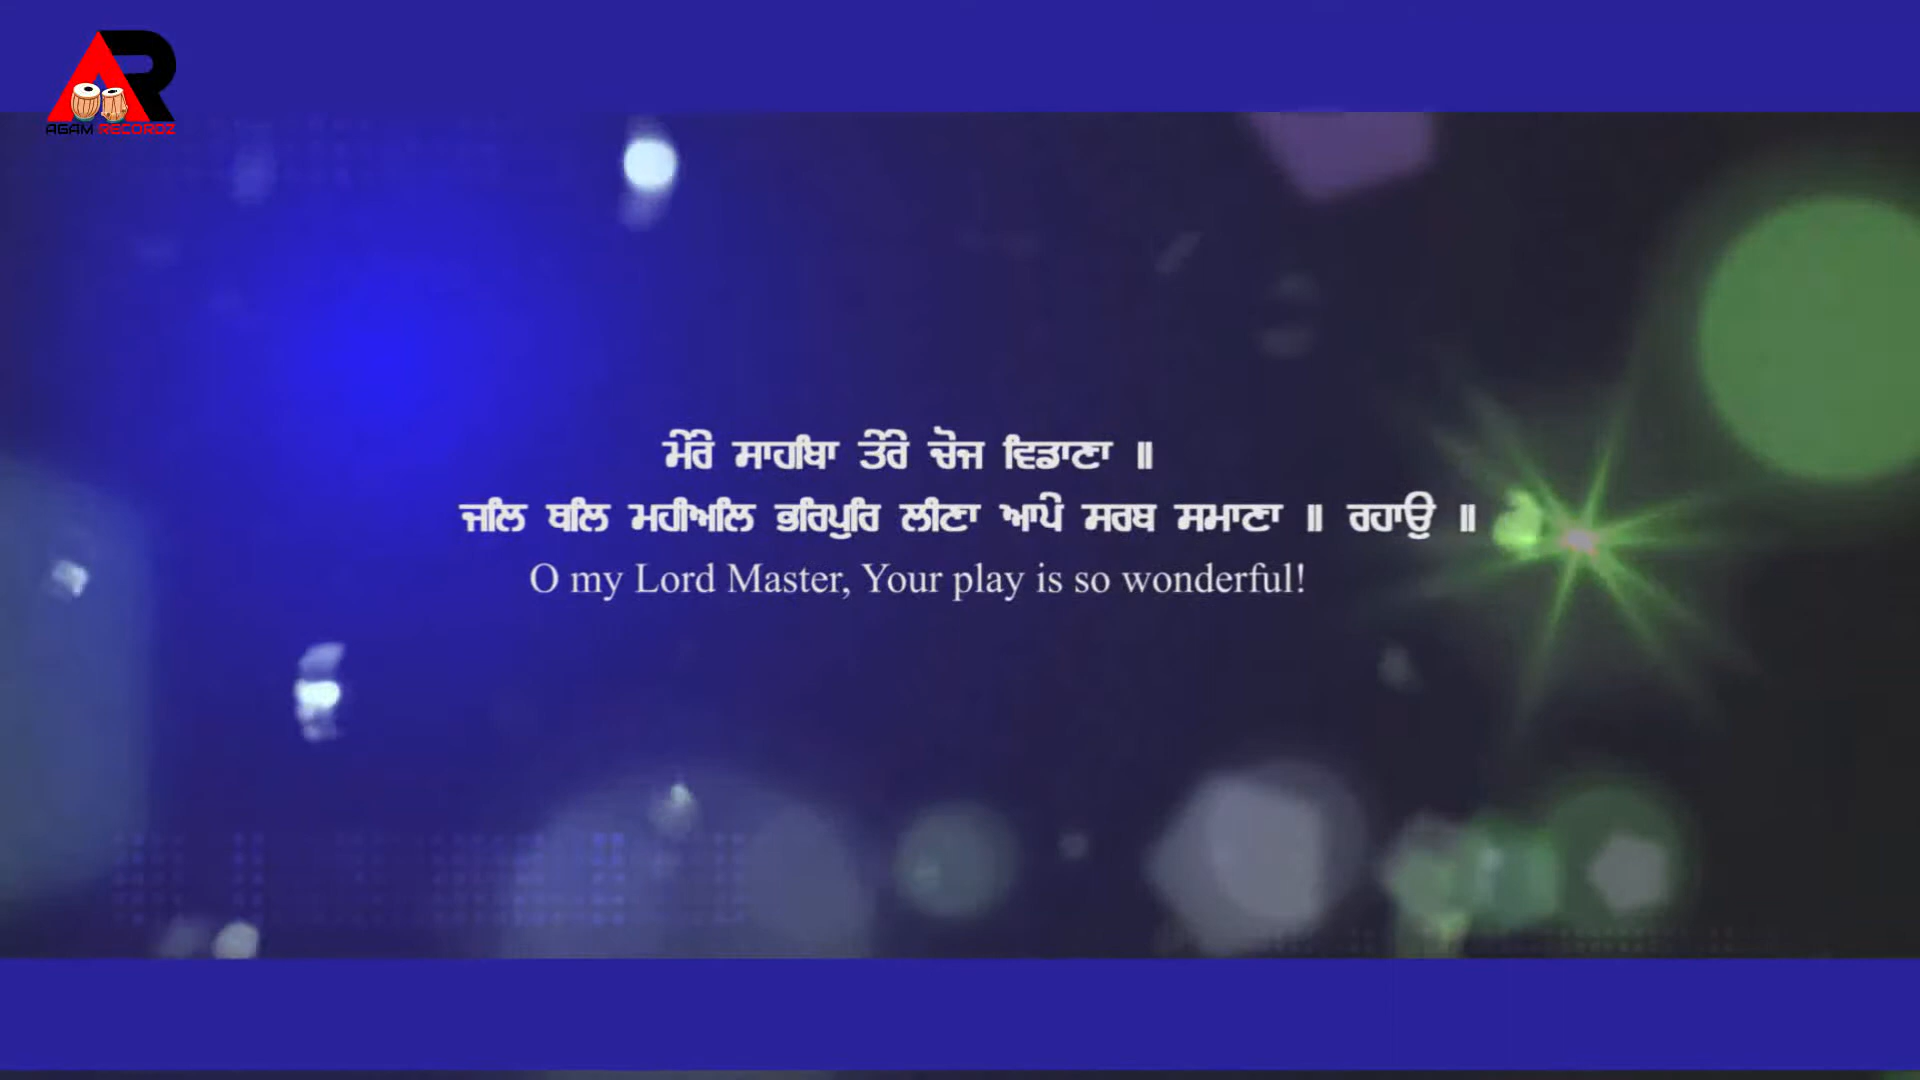 AGAM RECORDZ
ਮੇਰੇ ਸਾਹਿਬਾ ਤੇਰੇ ਚੋਜ ਵਿਡਾਣਾ ॥
ਜਲਿ ਥਲਿ ਮਹੀਅਲਿ ਭਰਿਪੁਰਿ ਲੀਣਾ ਆਪੇ ਸਰਬ ਸਮਾਣਾ ॥ ਰਹਾਉ ॥
O my Lord Master, Your play is so wonderful!